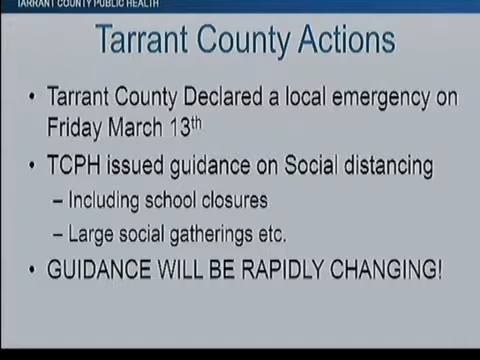 TARRANT COUNTY PUBLIC HEALTH
Tarrant County Actions
• Tarrant County Declared a local emergency on
Friday March 13th
• TCPH issued guidance on Social distancing
– Including school closures
– Large social gatherings etc.
• GUIDANCE WILL BE RAPIDLY CHANGING!